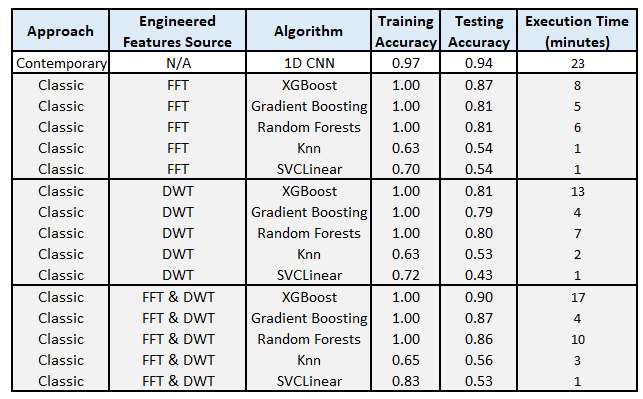 Approach Engineered Features Source Algorithm Training Accuracy Testing Accuracy Execution Time (minutes)
Contemporary N/A 1D CNN 0.97 0.94 23
Classic FFT XGBoost 1.00 0.87 8
Classic FFT Gradient Boosting 1.00 0.81 5
Classic FFT Random Forests 1.00 0.81 6
Classic FFT Knn 0.63 0.54 1
Classic FFT SVCLinear 0.70 0.54 1
Classic DWT XGBoost 1.00 0.81 13
Classic DWT Gradient Boosting 1.00 0.79 4
Classic DWT Random Forests 1.00 0.80 7
Classic DWT Knn 0.63 0.53 2
Classic DWT SVCLinear 0.72 0.43 1
Classic FFT & DWT XGBoost 1.00 0.90 17
Classic FFT & DWT Gradient Boosting 1.00 0.87 4
Classic FFT & DWT Random Forests 1.00 0.86 10
Classic FFT & DWT Knn 0.65 0.56 3
Classic FFT & DWT SVCLinear 0.83 0.53 1